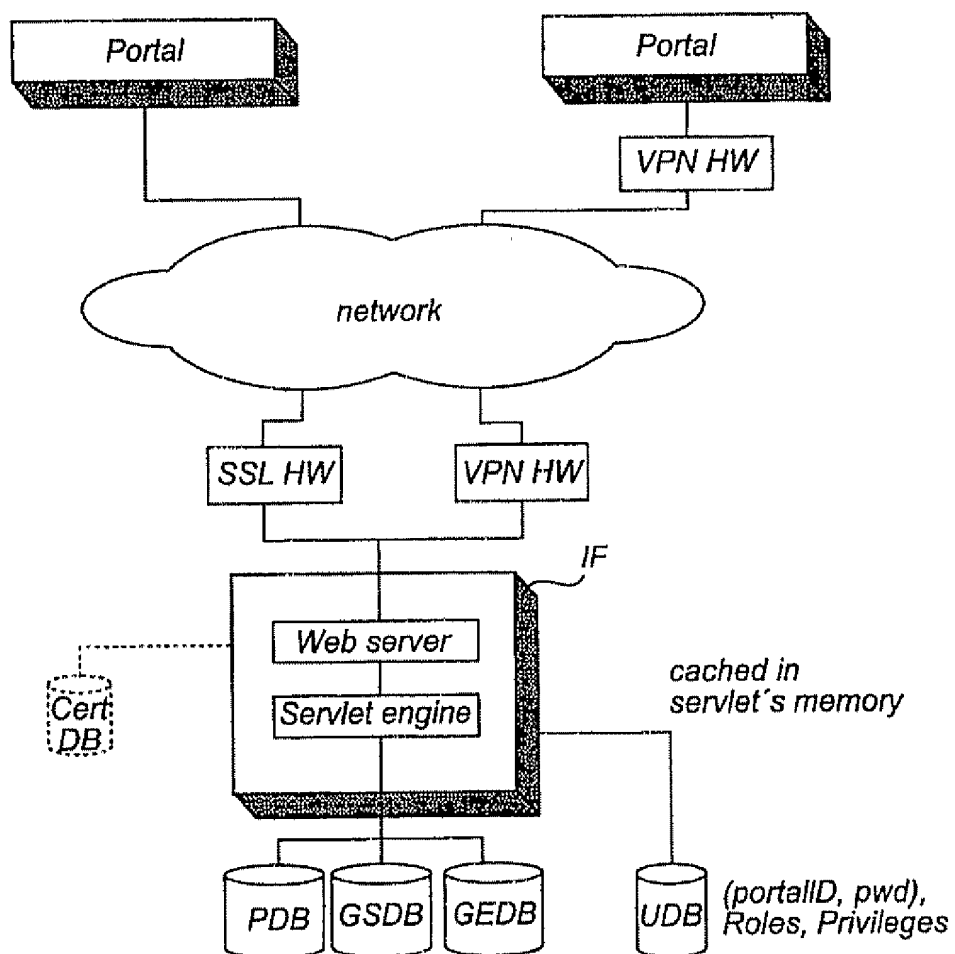 Portal
Portal
VPN HW
network
SSL HW
VPN HW
IF
Web server
Servlet engine
Cert
DB
cached in
servlet´s memory
PDB
GSDB
GEDB
UDB
(portalID, pwd),
Roles, Privileges